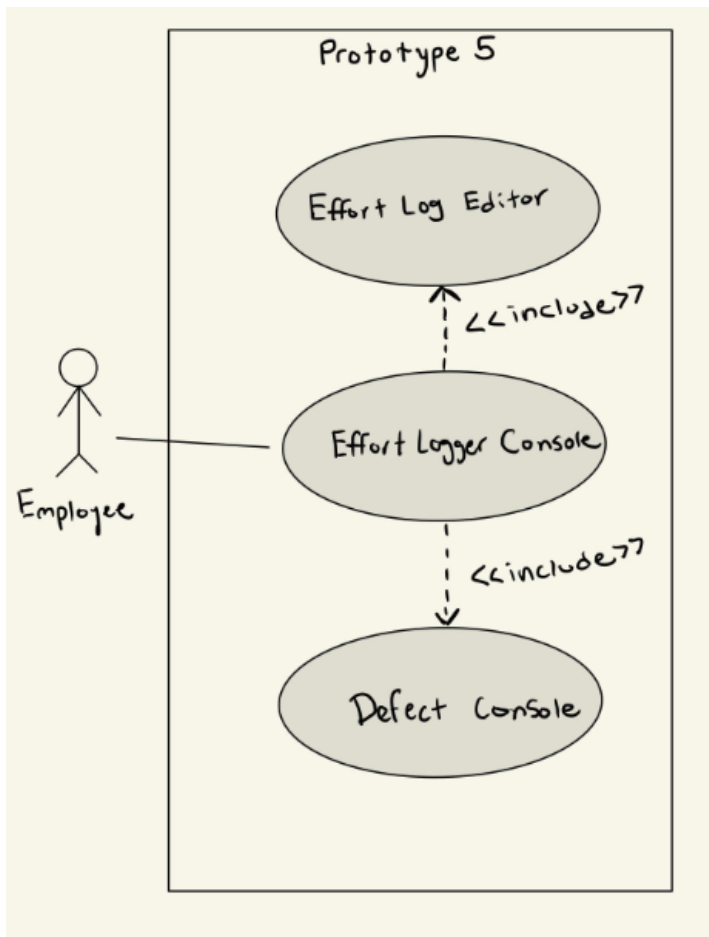 Prototype 5
Effort Log Editor
<<include>>
Effort Logger Console
Employee
<<include>>
Defect Console